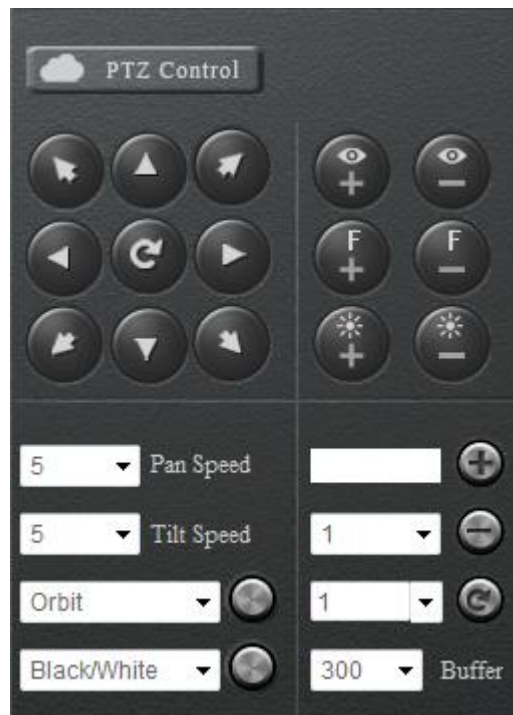 PTZ Control
F
F
5 Pan Speed
5 Tilt Speed
1
Orbit
1
Black/White
300 Buffer